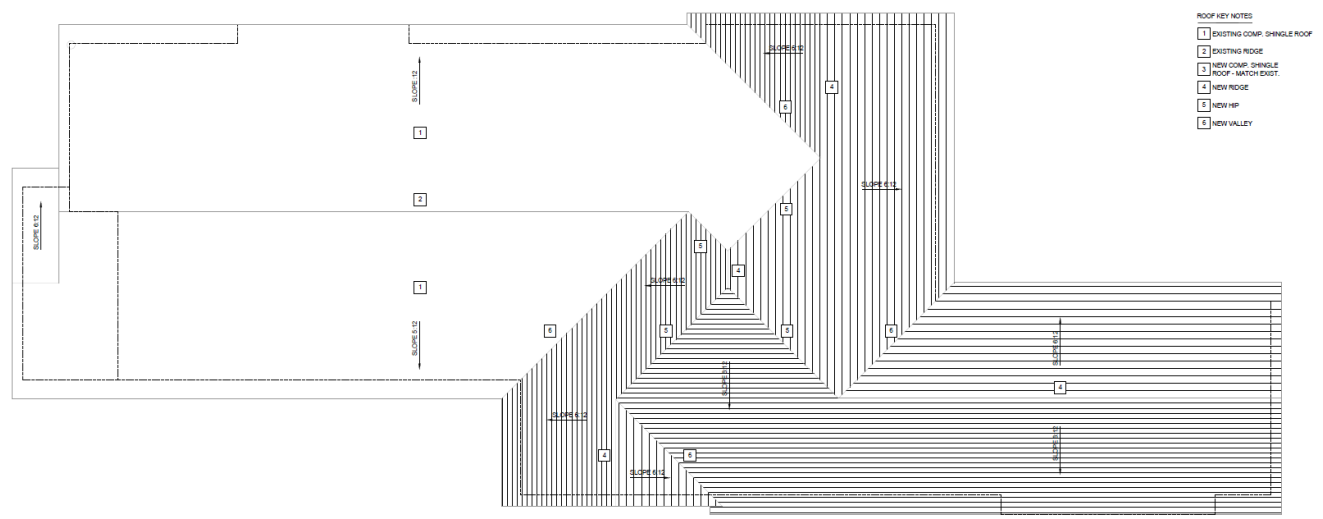 ROOF KEY NOTES
1 EXISTING COMP. SHINGLE ROOF
2 EXISTING RIDGE
3 NEW COMP. SHINGLE
ROOF - MATCH EXIST.
4 NEW RIDGE
5 NEW HIP
6 NEW VALLEY
SLOPE 6:12
4
SLOPE :12
6
1
SLOPE 6:12
2
5
SLOPE 6:12
5
4
SLOPE 6:12
1
6
5
5
6
SLOPE 5:12
SLOPE 6:12
SLOPE 6:12
4
SLOPE 6:12
4
6
SLOPE 6:12
SLOPE 6:12